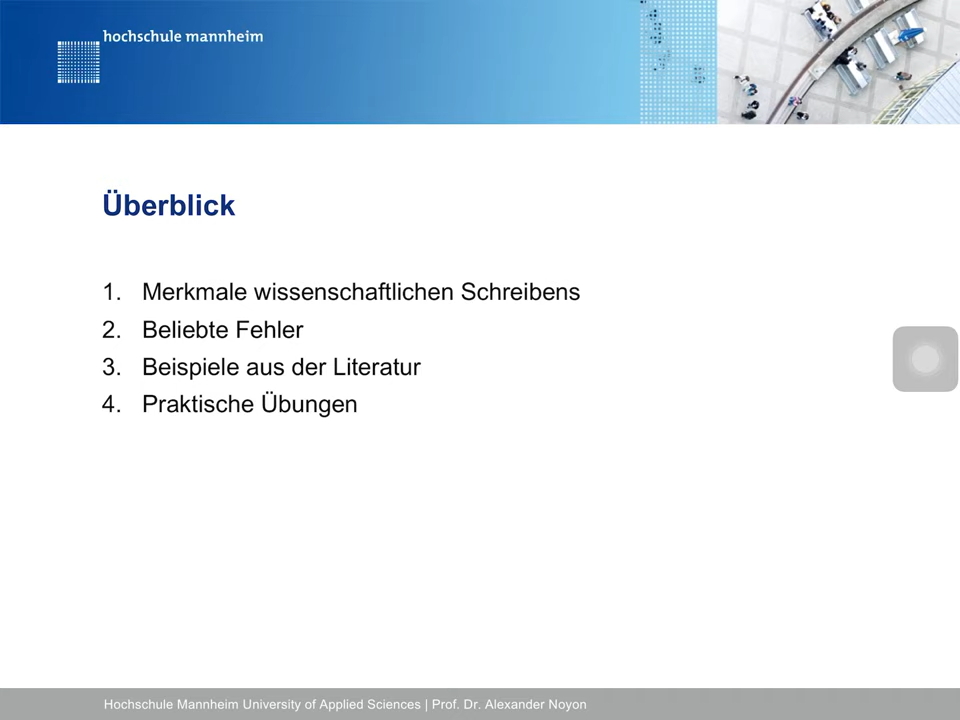 hochschule mannheim
Überblick
1. Merkmale wissenschaftlichen Schreibens
2. Beliebte Fehler
3. Beispiele aus der Literatur
4. Praktische Übungen
Hochschule Mannheim University of Applied Sciences | Prof. Dr. Alexander Noyon